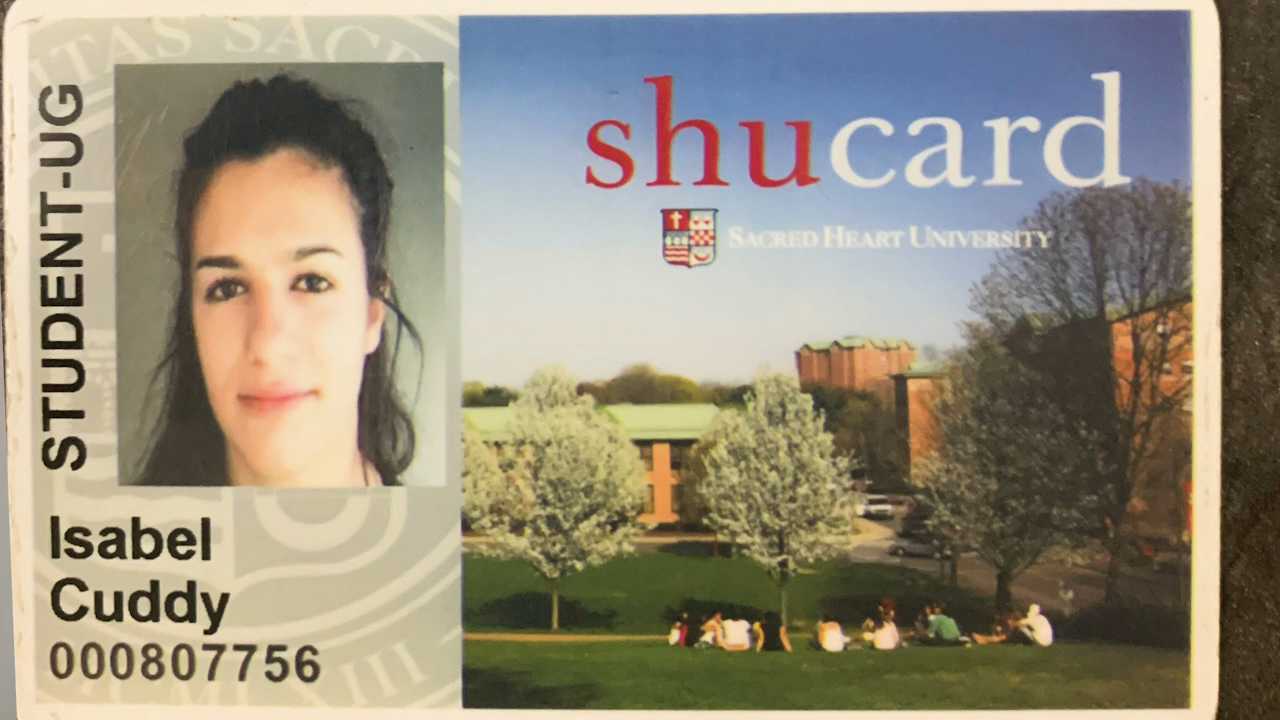 STUDENT-UG
Isabel
Cuddy
000807756
shucard
SACRED HEART UNIVERSITY